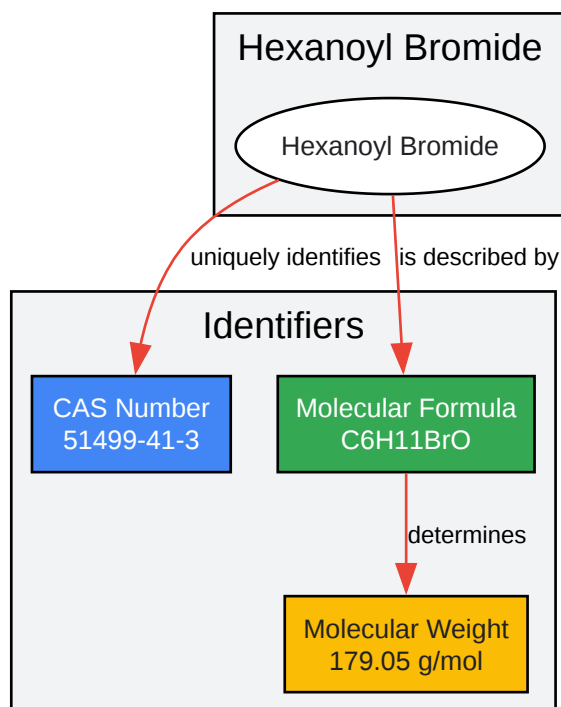 Hexanoyl Bromide
Hexanoyl Bromide
uniquely identifies
is described by
Identifiers
CAS Number
51499-41-3
Molecular Formula
C6H11BrO
determines
Molecular Weight
179.05 g/mol